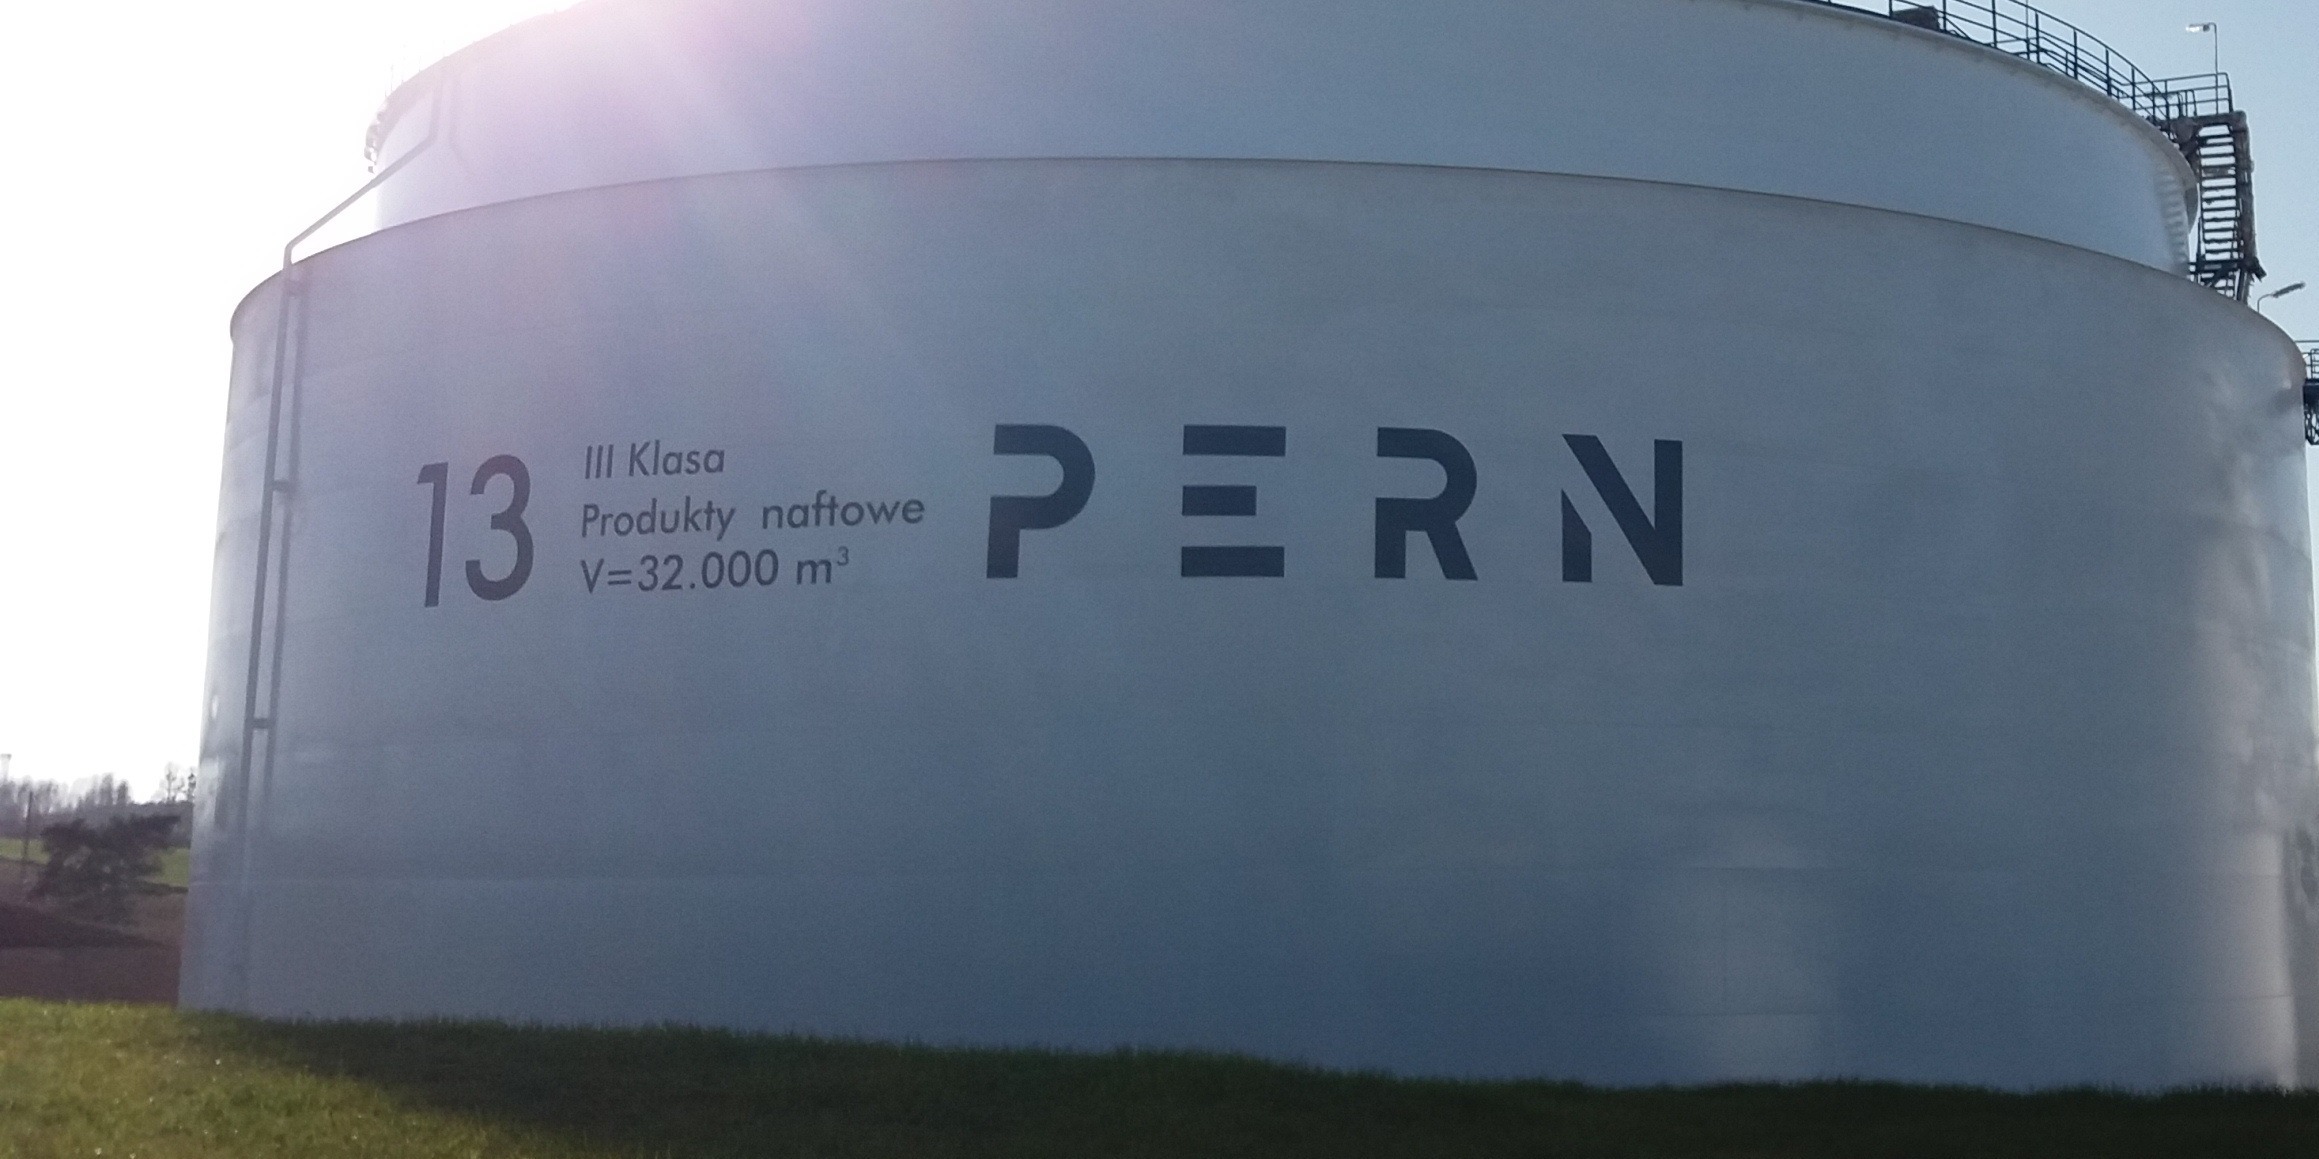 13
III Klasa
Produkty naftowe
V=32.000 m³
PERN